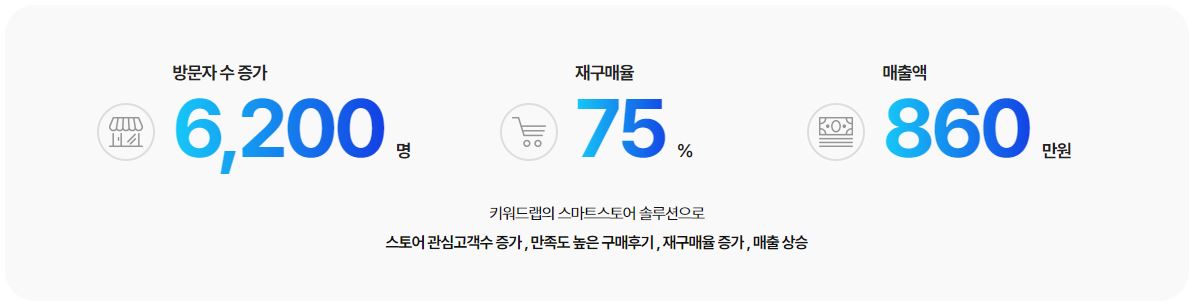 방문자 수 증가
6,200 명
재구매율
75 %
매출액
860 만원
키워드랩의 스마트스토어 솔루션으로
스토어 관심고객수 증가 , 만족도 높은 구매후기 , 재구매율 증가 , 매출 상승